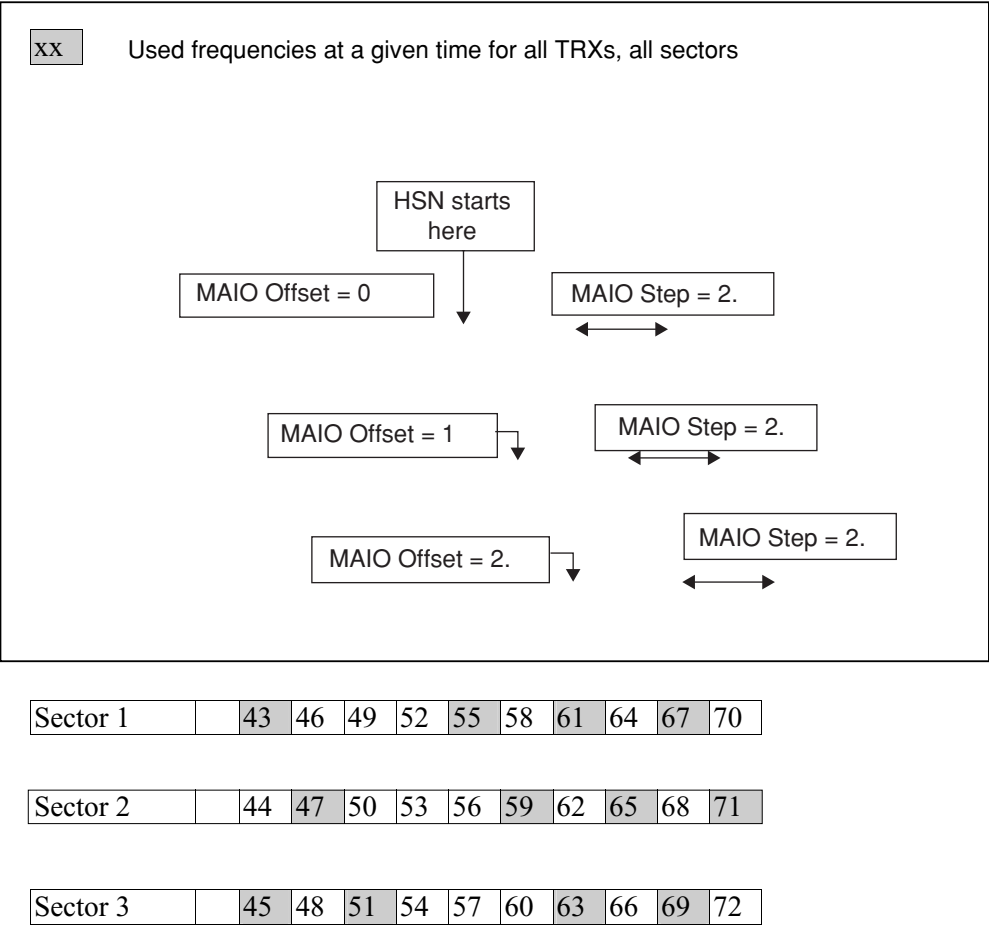 xx Used frequencies at a given time for all TRXs, all sectors
HSN starts
here
MAIO Offset = 0
MAIO Step = 2.
MAIO Offset = 1
MAIO Step = 2.
MAIO Step = 2.
MAIO Offset = 2.
Sector 1 43 46 49 52 55 58 61 64 67 70
Sector 2 44 47 50 53 56 59 62 65 68 71
Sector 3 45 48 51 54 57 60 63 66 69 72